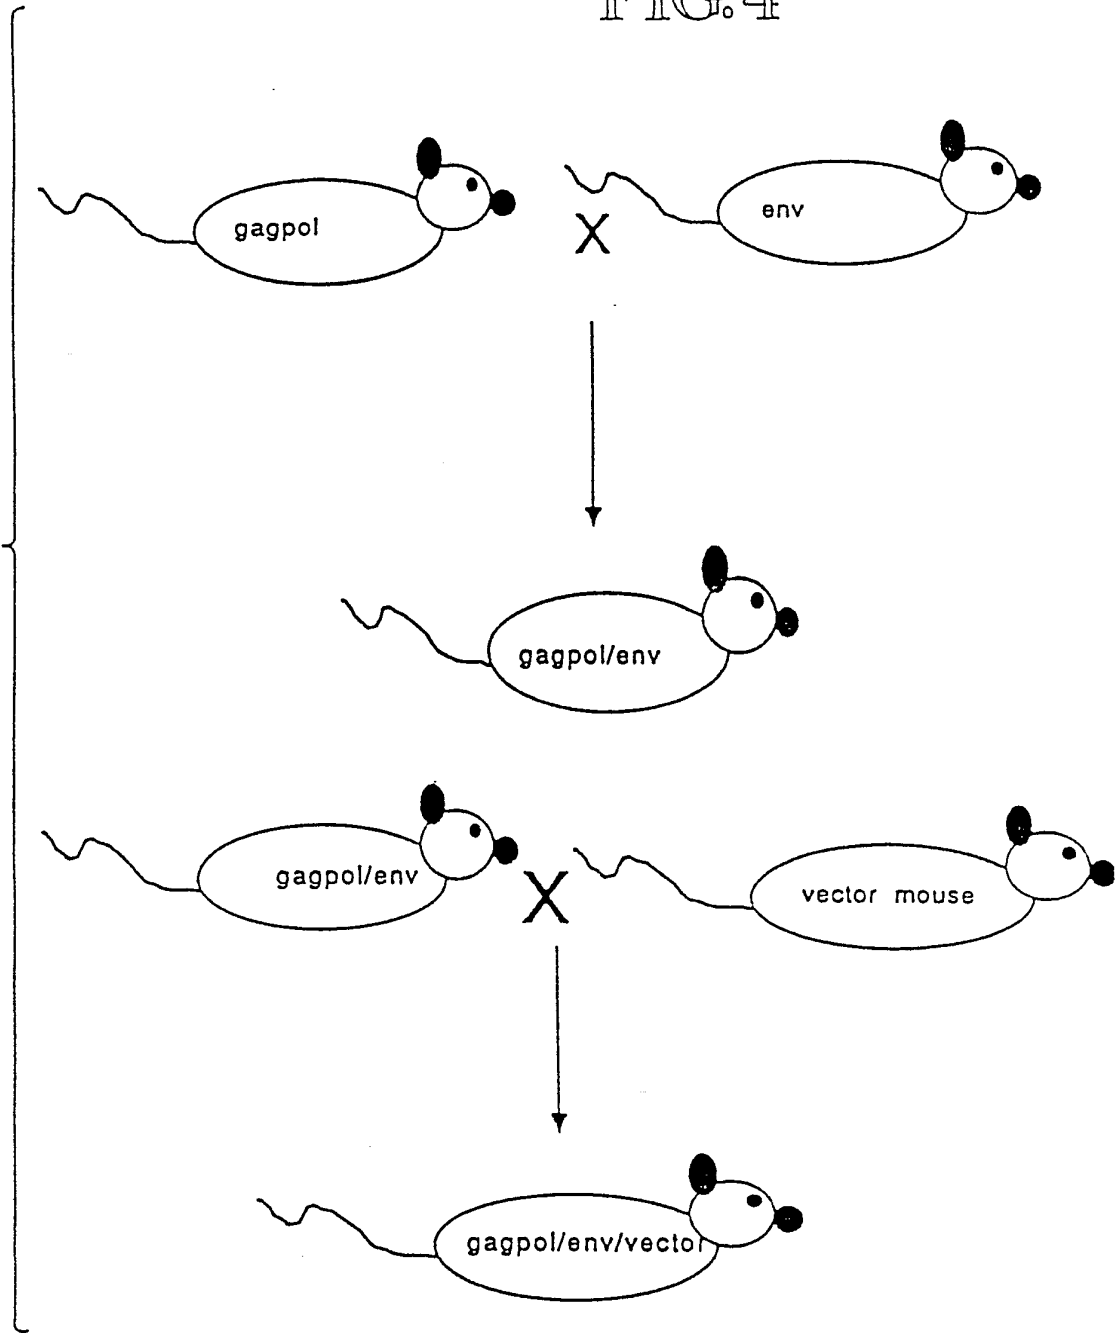 FIG.4
gagpol
X
env
gagpol/env
gagpol/env
X
vector mouse
gagpol/env/vector